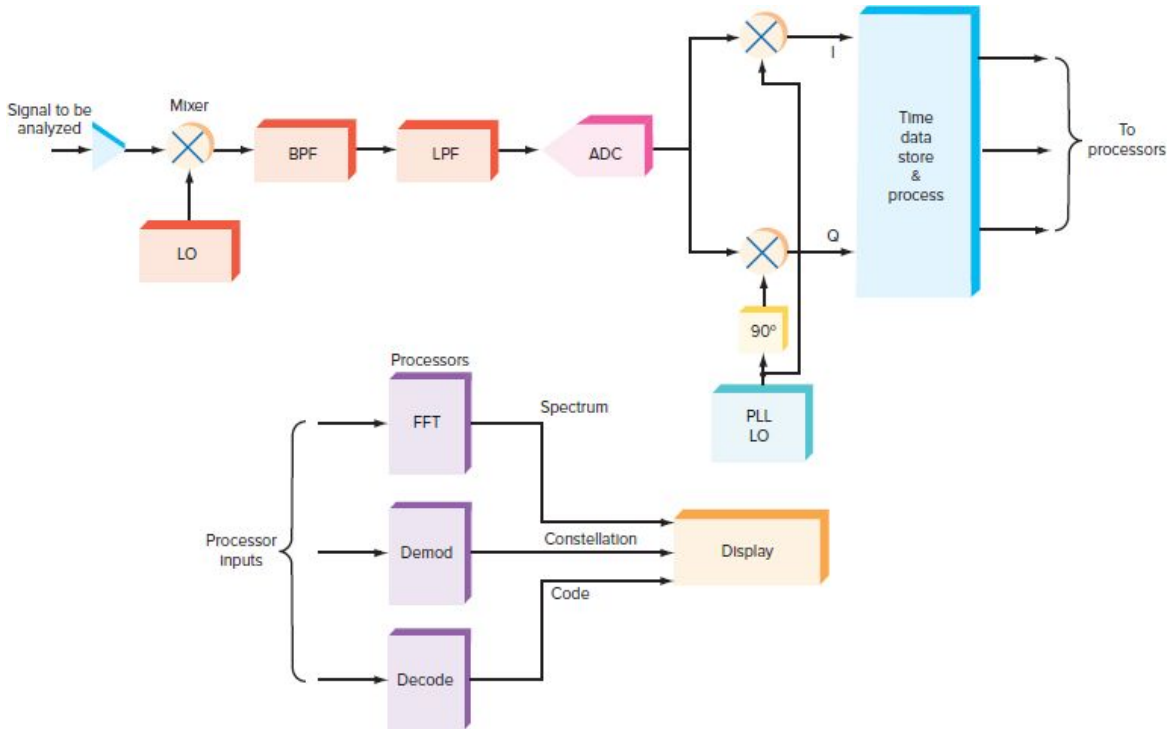 Signal to be
analyzed
Mixer
LO
BPF
LPF
ADC
I
Q
90°
PLL
LO
Time
data
store
&
process
To
processors
Processor
inputs
Processors
FFT
Demod
Decode
Spectrum
Constellation
Code
Display